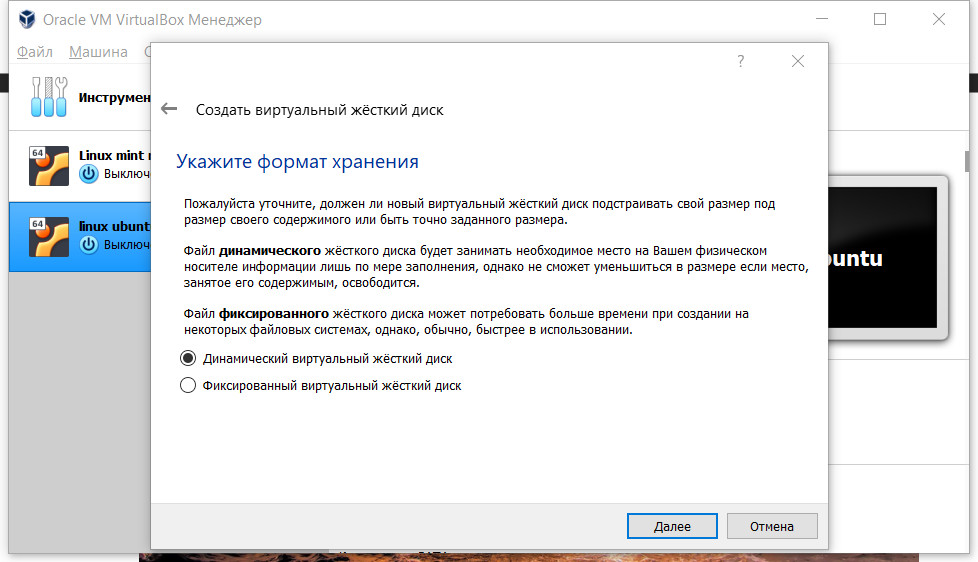 Oracle VM VirtualBox Менеджер
Файл Машина
?
Инструмен
Создать виртуальный жёсткий диск
64
Linux mint
Выключ
Укажите формат хранения
Пожалуйста уточните, должен ли новый виртуальный жёсткий диск подстраивать свой размер под
размер своего содержимого или быть точно заданного размера.
64
linux ubunt
Выключ
Файл динамического жёсткого диска будет занимать необходимое место на Вашем физическом
носителе информации лишь по мере заполнения, однако не сможет уменьшиться в размере если место,
занятое его содержимым, освободится.
buntu
Файл фиксированного жёсткого диска может потребовать больше времени при создании на
некоторых файловых системах, однако, обычно, быстрее в использовании.
Динамический виртуальный жёсткий диск
Фиксированный виртуальный жёсткий диск
Далее
Отмена